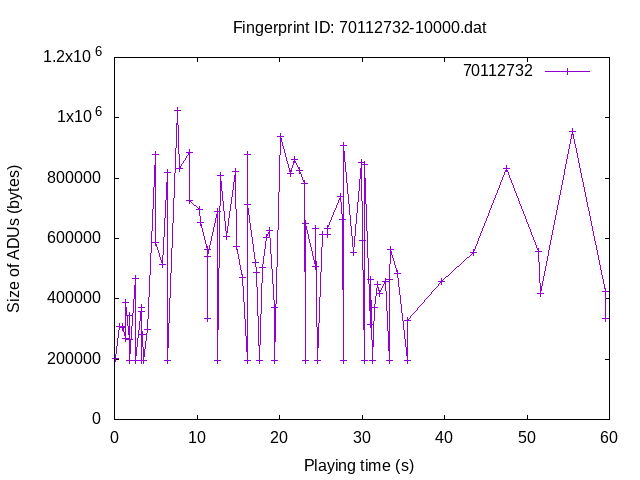 Fingerprint ID: 70112732-10000.dat
1.2x10^6
70112732
1x10^6
800000
600000
400000
200000
0
Size of ADUs (bytes)
0 10 20 30 40 50 60
Playing time (s)